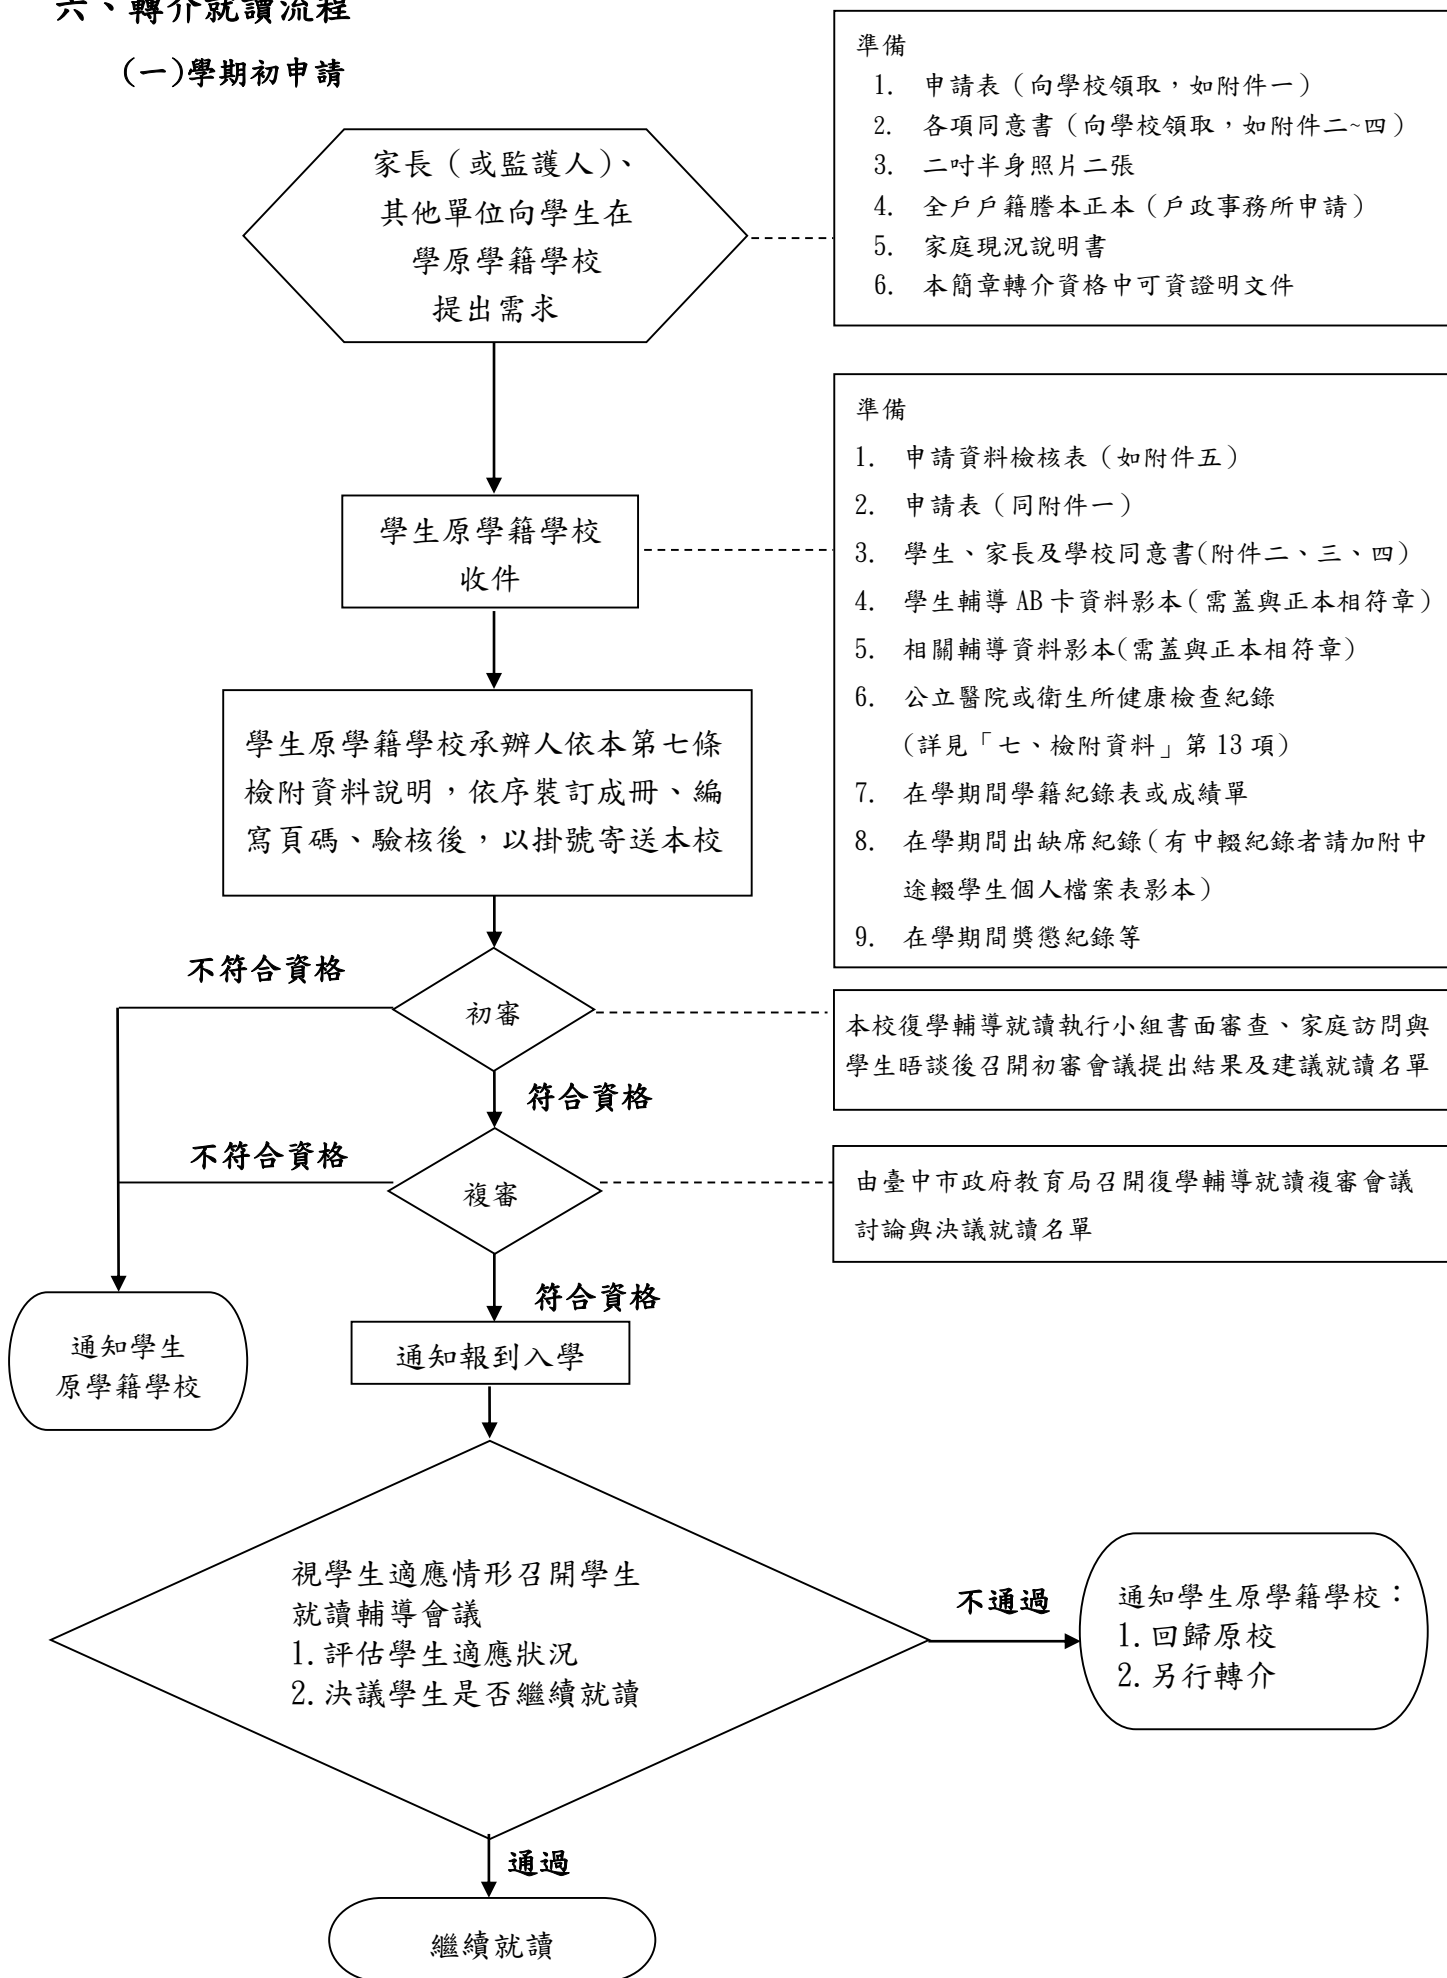 六、轉介就讀流程
(一)學期初申請
家長（或監護人）、
其他單位向學生在
學原學籍學校
提出需求
準備
1. 申請表（向學校領取，如附件一）
2. 各項同意書（向學校領取，如附件二~四）
3. 二吋半身照片二張
4. 全戶戶籍謄本正本（戶政事務所申請）
5. 家庭現況說明書
6. 本簡章轉介資格中可資證明文件
學生原學籍學校
收件
準備
1. 申請資料檢核表（如附件五）
2. 申請表（同附件一）
3. 學生、家長及學校同意書(附件二、三、四)
4. 學生輔導 AB 卡資料影本(需蓋與正本相符章)
5. 相關輔導資料影本(需蓋與正本相符章)
6. 公立醫院或衛生所健康檢查紀錄
(詳見「七、檢附資料」第 13 項)
7. 在學期間學籍紀錄表或成績單
8. 在學期間出缺席紀錄(有中輟紀錄者請加附中
途輟學生個人檔案表影本)
9. 在學期間獎懲紀錄等
學生原學籍學校承辦人依本第七條
檢附資料說明，依序裝訂成冊、編
寫頁碼、驗核後，以掛號寄送本校
不符合資格
初審
本校復學輔導就讀執行小組書面審查、家庭訪問與
學生晤談後召開初審會議提出結果及建議就讀名單
符合資格
不符合資格
複審
由臺中市政府教育局召開復學輔導就讀複審會議
討論與決議就讀名單
符合資格
通知學生
原學籍學校
通知報到入學
視學生適應情形召開學生
就讀輔導會議
1.評估學生適應狀況
2.決議學生是否繼續就讀
不通過
通知學生原學籍學校：
1.回歸原校
2.另行轉介
通過
繼續就讀